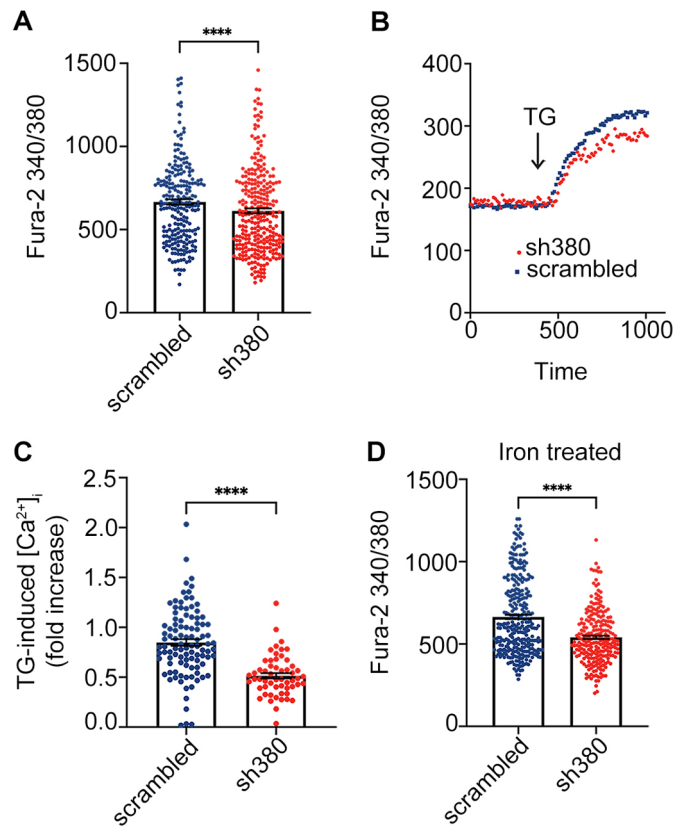 A
****
Fura-2 340/380
1500
1000
500
0
scrambled
sh380
B
Fura-2 340/380
400
300
200
100
0
TG
sh380
scrambled
0
500
1000
Time
C
****
TG-induced [Ca²⁺]ᵢ
(fold increase)
2.5
2.0
1.5
1.0
0.5
0.0
scrambled
sh380
D
Iron treated
****
Fura-2 340/380
1500
1000
500
0
scrambled
sh380